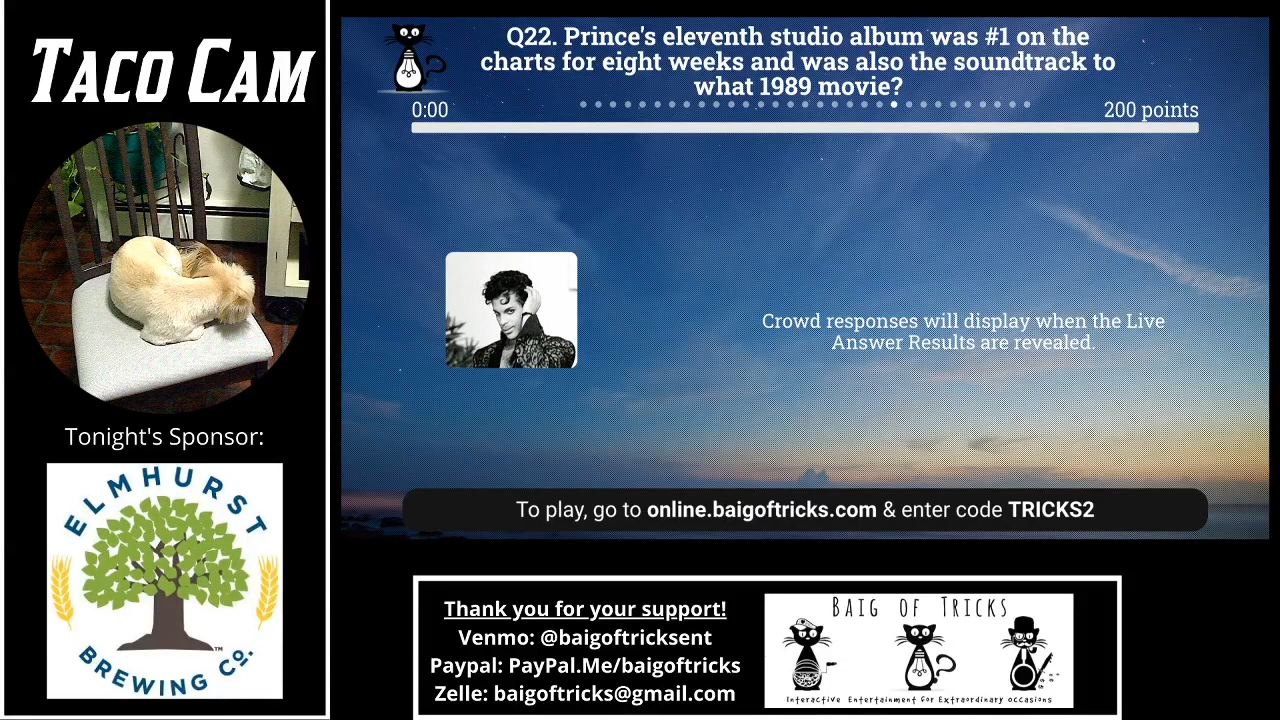 TACO CAM
Tonight's Sponsor:
ELMHURST
BREWING CO.
TM
Q22. Prince's eleventh studio album was #1 on the
charts for eight weeks and was also the soundtrack to
what 1989 movie?
0:00
200 points
Crowd responses will display when the Live
Answer Results are revealed.
To play, go to online.baigoftricks.com & enter code TRICKS2
Thank you for your support!
Venmo: @baigoftricksent
Paypal: PayPal.Me/baigoftricks
Zelle: baigoftricks@gmail.com
BAIG OF TRICKS
Interactive Entertainment for Extraordinary occasions